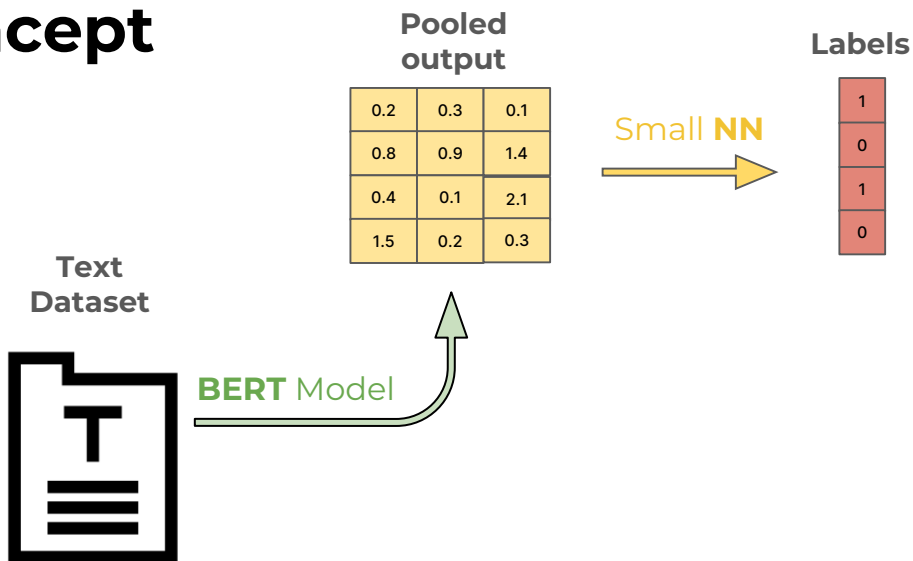 ncept
Pooled
output
Labels
0.2 0.3 0.1
0.8 0.9 1.4
0.4 0.1 2.1
1.5 0.2 0.3
Small NN
1
0
1
0
Text
Dataset
T
BERT Model